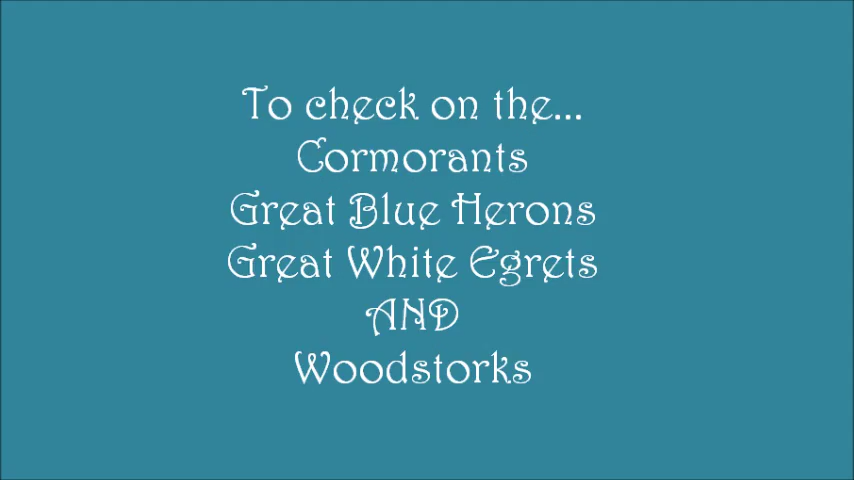 To check on the...
Cormorants
Great Blue Herons
Great White Egrets
AND
Woodstorks